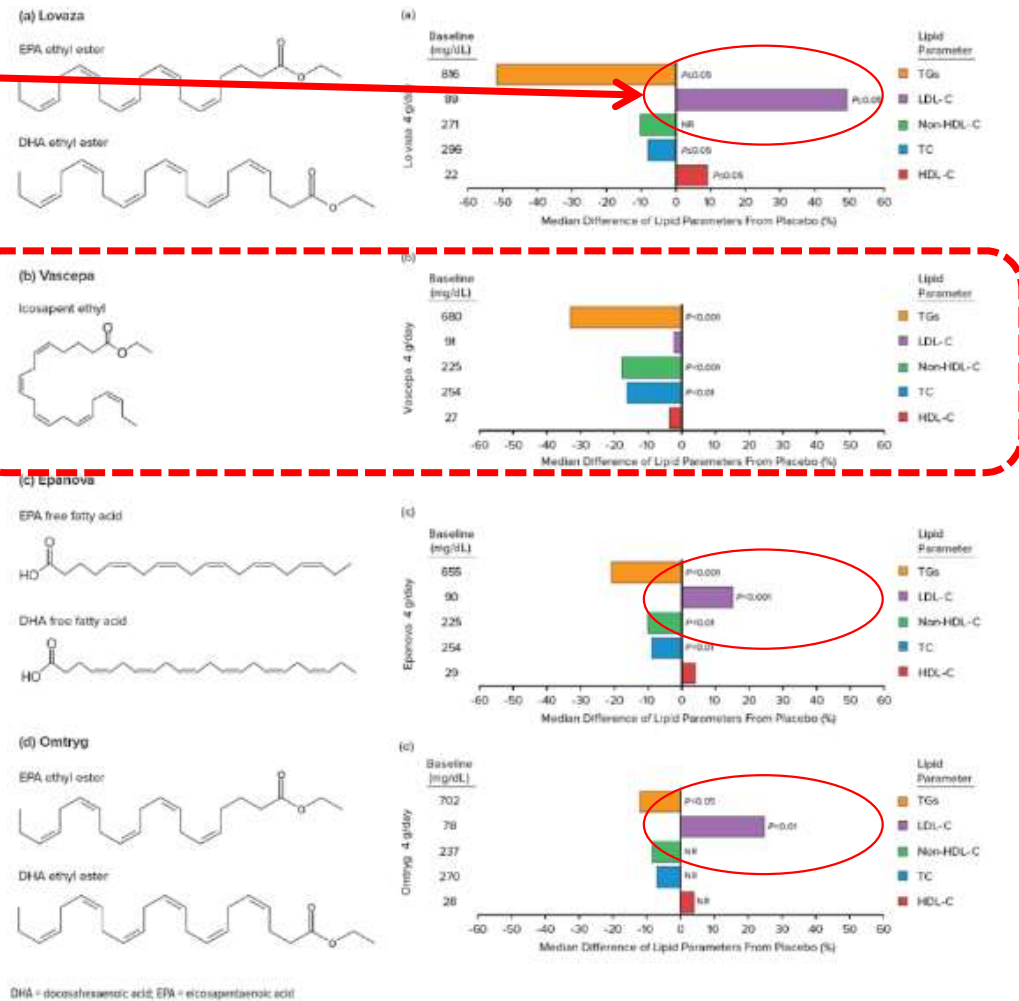 (a) Lovaza
EPA ethyl ester
O
O
DHA ethyl ester
O
O
(a)
Baseline
(mg/dL)
Lipid
Parameter
Lovaza 4 g/day
816
P≤0.05
TGs
89
P≤0.05
LDL-C
271
NR
Non-HDL-C
296
P≤0.05
TC
22
P≤0.05
HDL-C
-60 -50 -40 -30 -20 -10 0 10 20 30 40 50 60
Median Difference of Lipid Parameters From Placebo (%)
(b) Vascepa
Icosapent ethyl
O
O
(b)
Baseline
(mg/dL)
Lipid
Parameter
Vascepa 4 g/day
680
P<0.001
TGs
91
LDL-C
225
P<0.001
Non-HDL-C
254
P<0.01
TC
27
HDL-C
-60 -50 -40 -30 -20 -10 0 10 20 30 40 50 60
Median Difference of Lipid Parameters From Placebo (%)
(c) Epanova
EPA free fatty acid
O
HO
DHA free fatty acid
O
HO
(c)
Baseline
(mg/dL)
Lipid
Parameter
Epanova 4 g/day
655
P<0.001
TGs
90
P<0.001
LDL-C
225
P<0.01
Non-HDL-C
254
P<0.01
TC
29
HDL-C
-60 -50 -40 -30 -20 -10 0 10 20 30 40 50 60
Median Difference of Lipid Parameters From Placebo (%)
(d) Omtryg
EPA ethyl ester
O
O
DHA ethyl ester
O
O
(d)
Baseline
(mg/dL)
Lipid
Parameter
Omtryg 4 g/day
702
P<0.05
TGs
78
P<0.01
LDL-C
237
NR
Non-HDL-C
270
NR
TC
28
NR
HDL-C
-60 -50 -40 -30 -20 -10 0 10 20 30 40 50 60
Median Difference of Lipid Parameters From Placebo (%)
DHA = docosahexaenoic acid; EPA = eicosapentaenoic acid